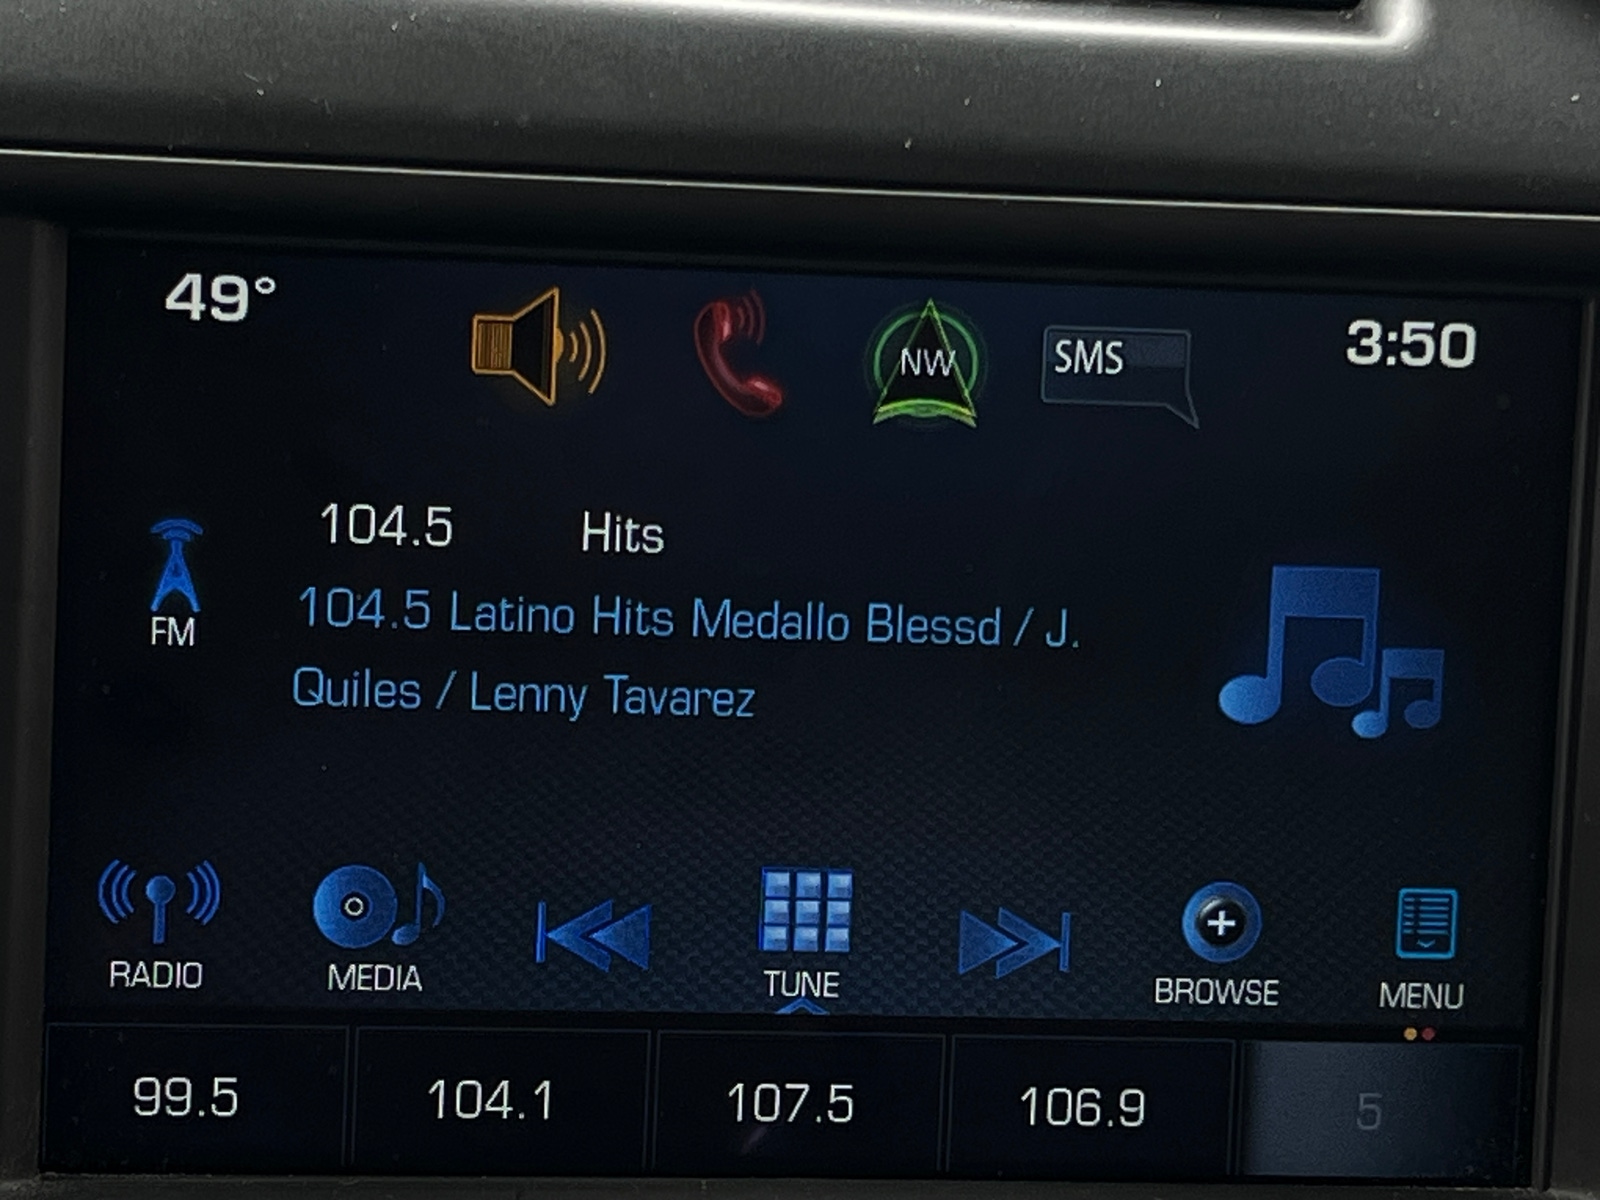 49°
NW
SMS
3:50
104.5 Hits
FM
104.5 Latino Hits Medallo Blessd / J.
Quiles / Lenny Tavarez
RADIO
MEDIA
TUNE
BROWSE
MENU
99.5
104.1
107.5
106.9
5